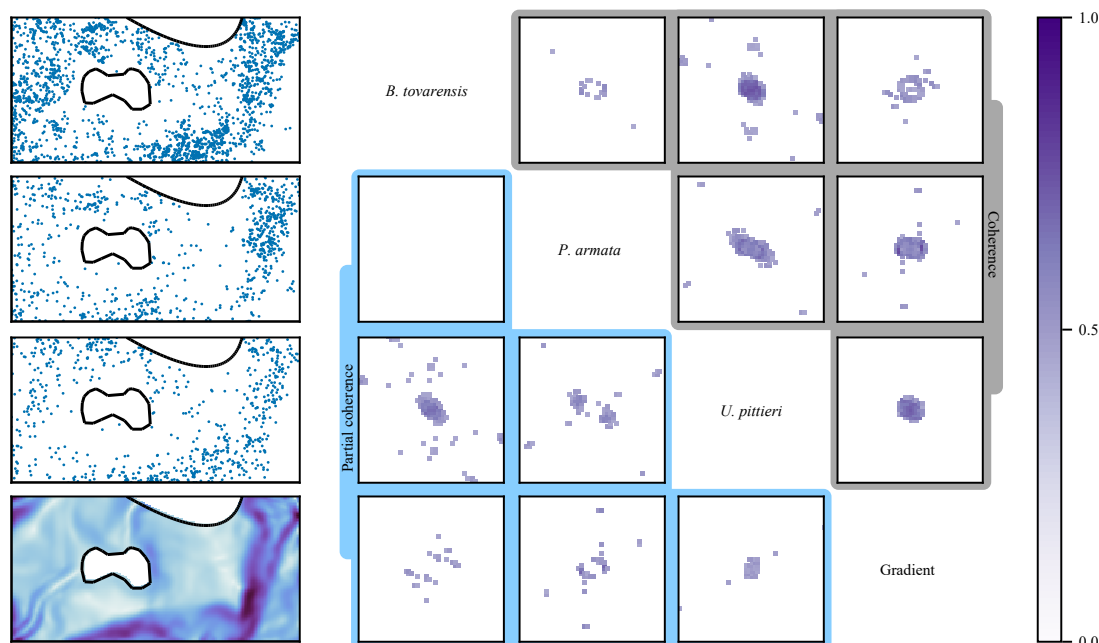 1.0
B. tovarensis
P. armata
Coherence
0.5
Partial coherence
U. pittieri
Gradient
0.0